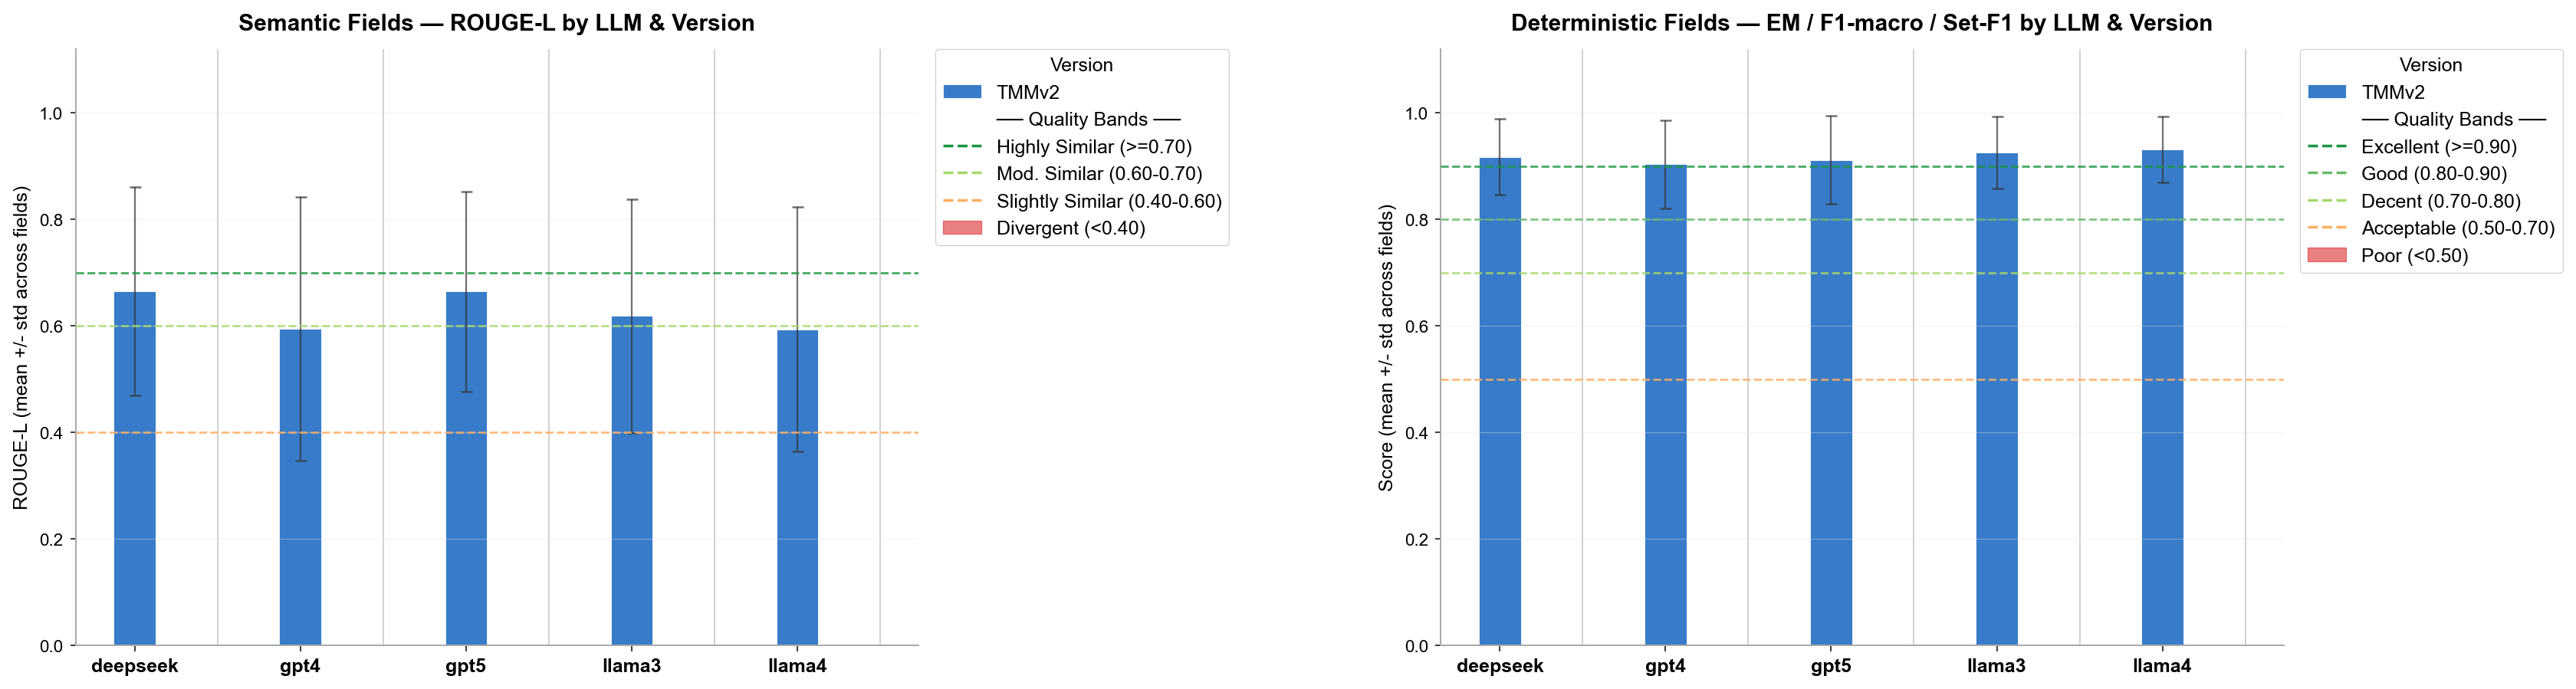 Semantic Fields — ROUGE-L by LLM & Version
ROUGE-L (mean +/- std across fields)
1.0
0.8
0.6
0.4
0.2
0.0
deepseek
gpt4
gpt5
llama3
llama4
Version
TMMv2
── Quality Bands ──
Highly Similar (>=0.70)
Mod. Similar (0.60-0.70)
Slightly Similar (0.40-0.60)
Divergent (<0.40)
Deterministic Fields — EM / F1-macro / Set-F1 by LLM & Version
Score (mean +/- std across fields)
1.0
0.8
0.6
0.4
0.2
0.0
deepseek
gpt4
gpt5
llama3
llama4
Version
TMMv2
── Quality Bands ──
Excellent (>=0.90)
Good (0.80-0.90)
Decent (0.70-0.80)
Acceptable (0.50-0.70)
Poor (<0.50)